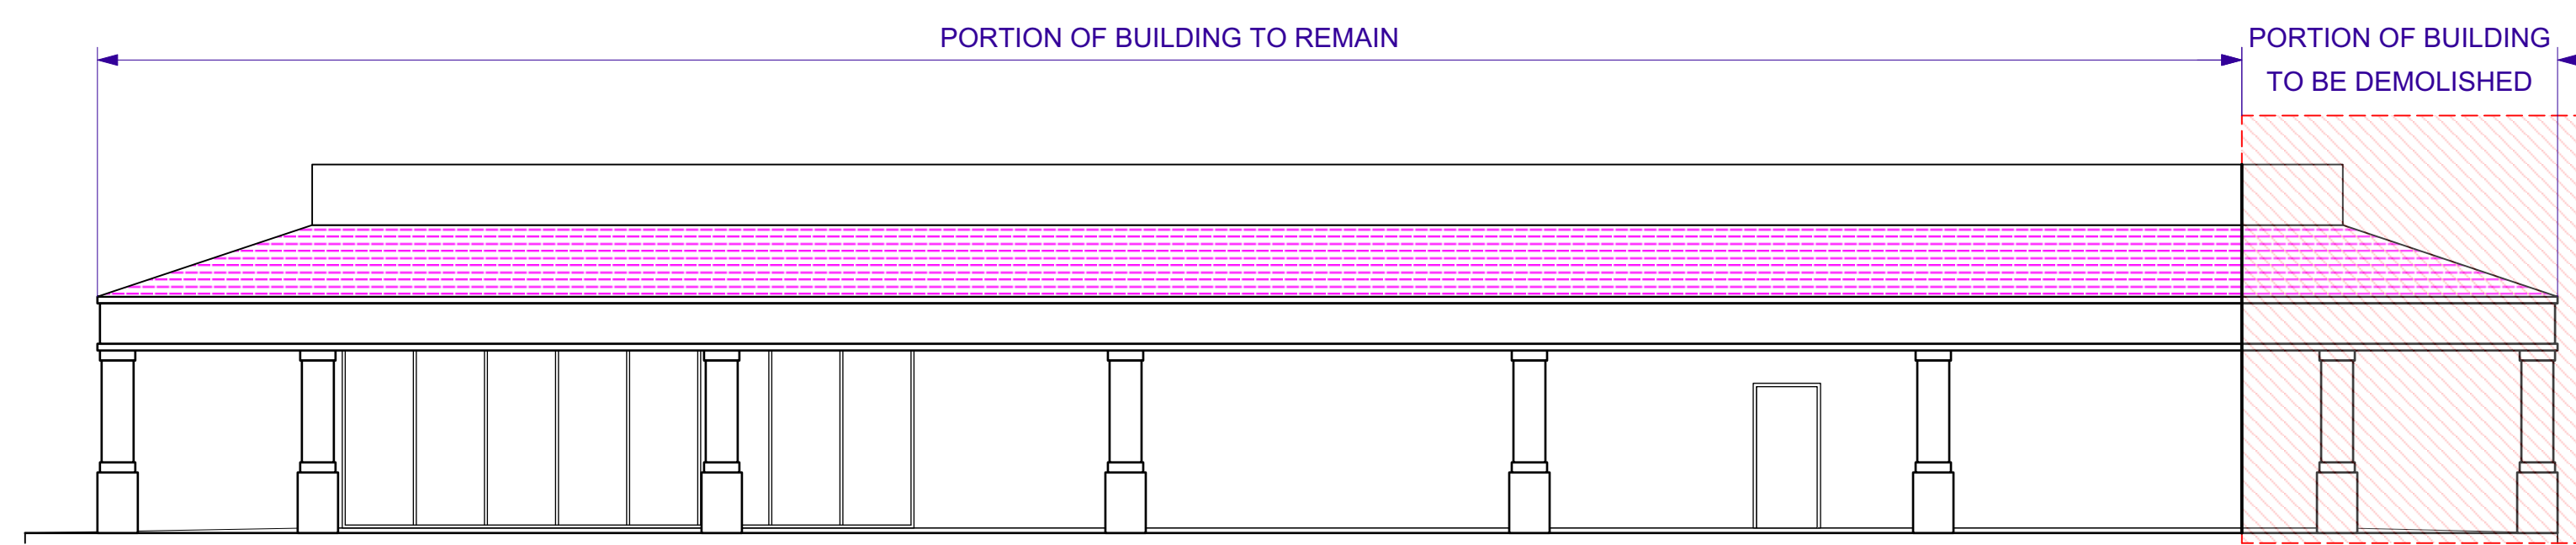 PORTION OF BUILDING TO REMAIN
PORTION OF BUILDING
TO BE DEMOLISHED